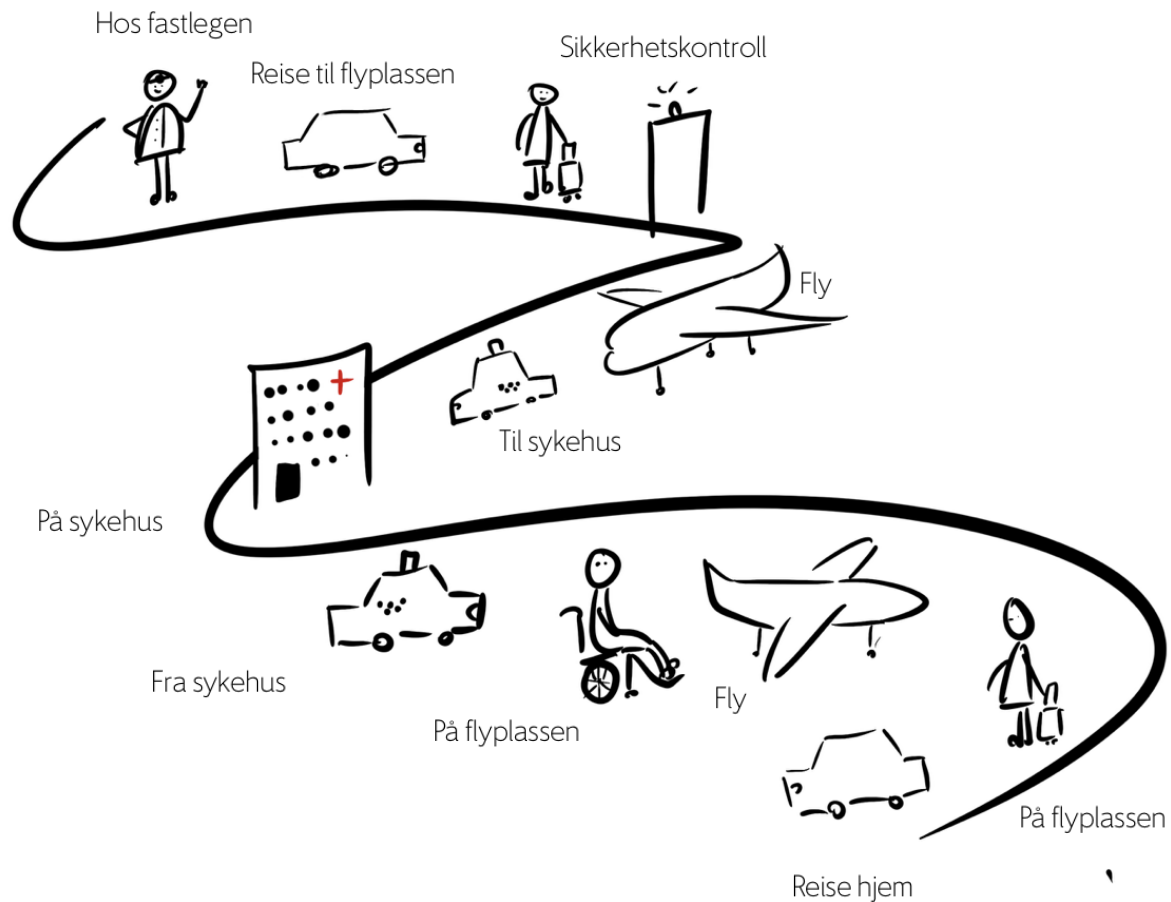 Hos fastlegen
Reise til flyplassen
Sikkerhetskontroll
Fly
Til sykehus
På sykehus
Fra sykehus
På flyplassen
Fly
På flyplassen
Reise hjem